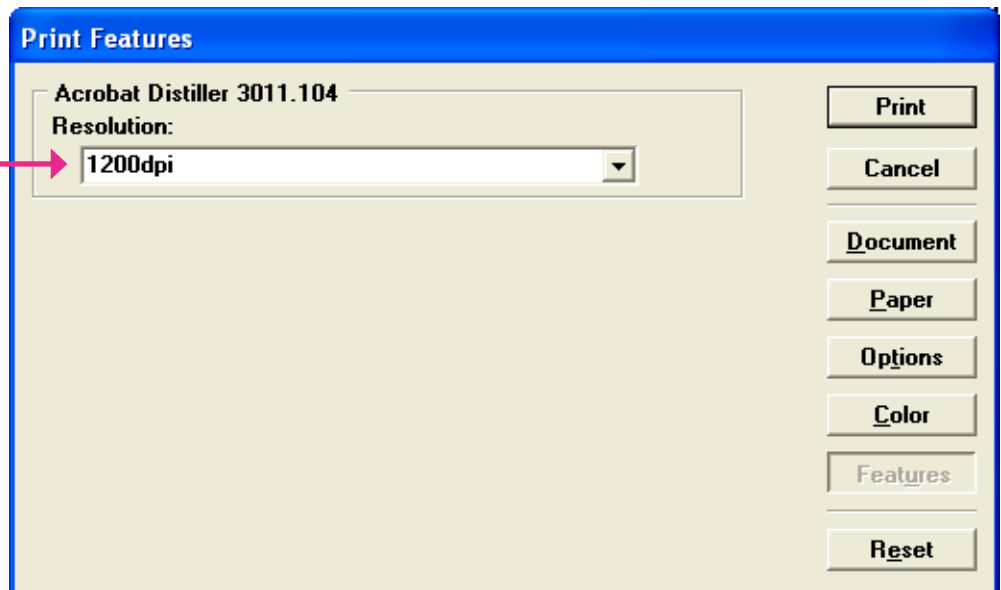 Print Features
Acrobat Distiller 3011.104
Resolution:
1200dpi
Print
Cancel
Document
Paper
Options
Color
Features
Reset